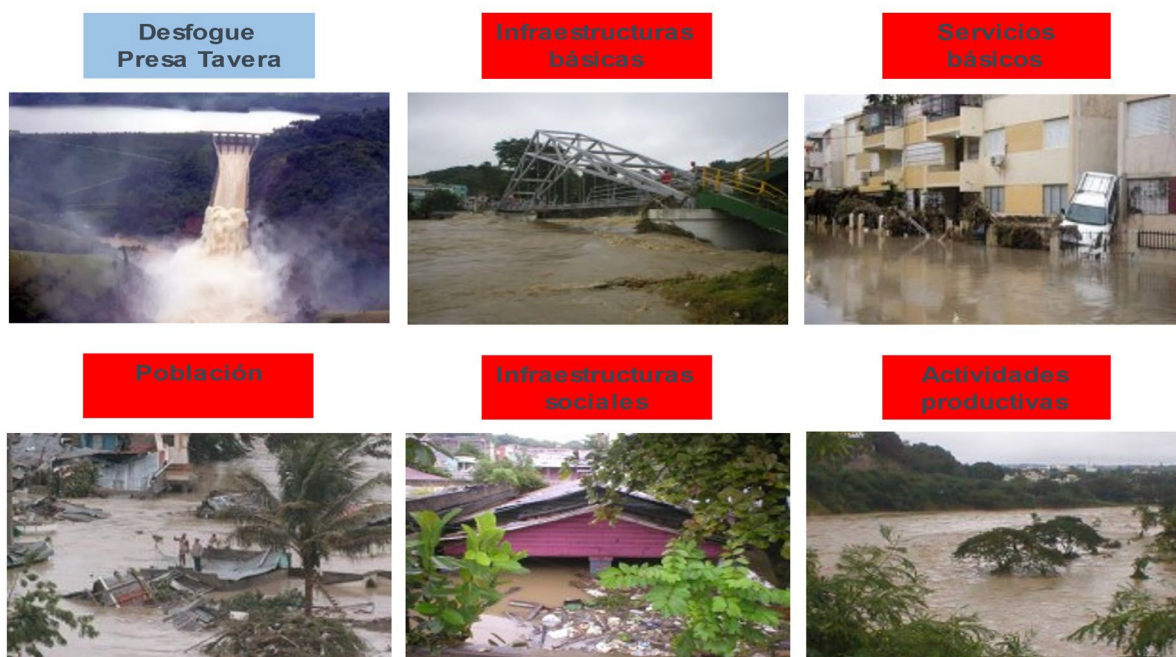 Desfogue
Presa Tavera
Infraestructuras
básicas
Servicios
básicos
Población
Infraestructuras
sociales
Actividades
productivas